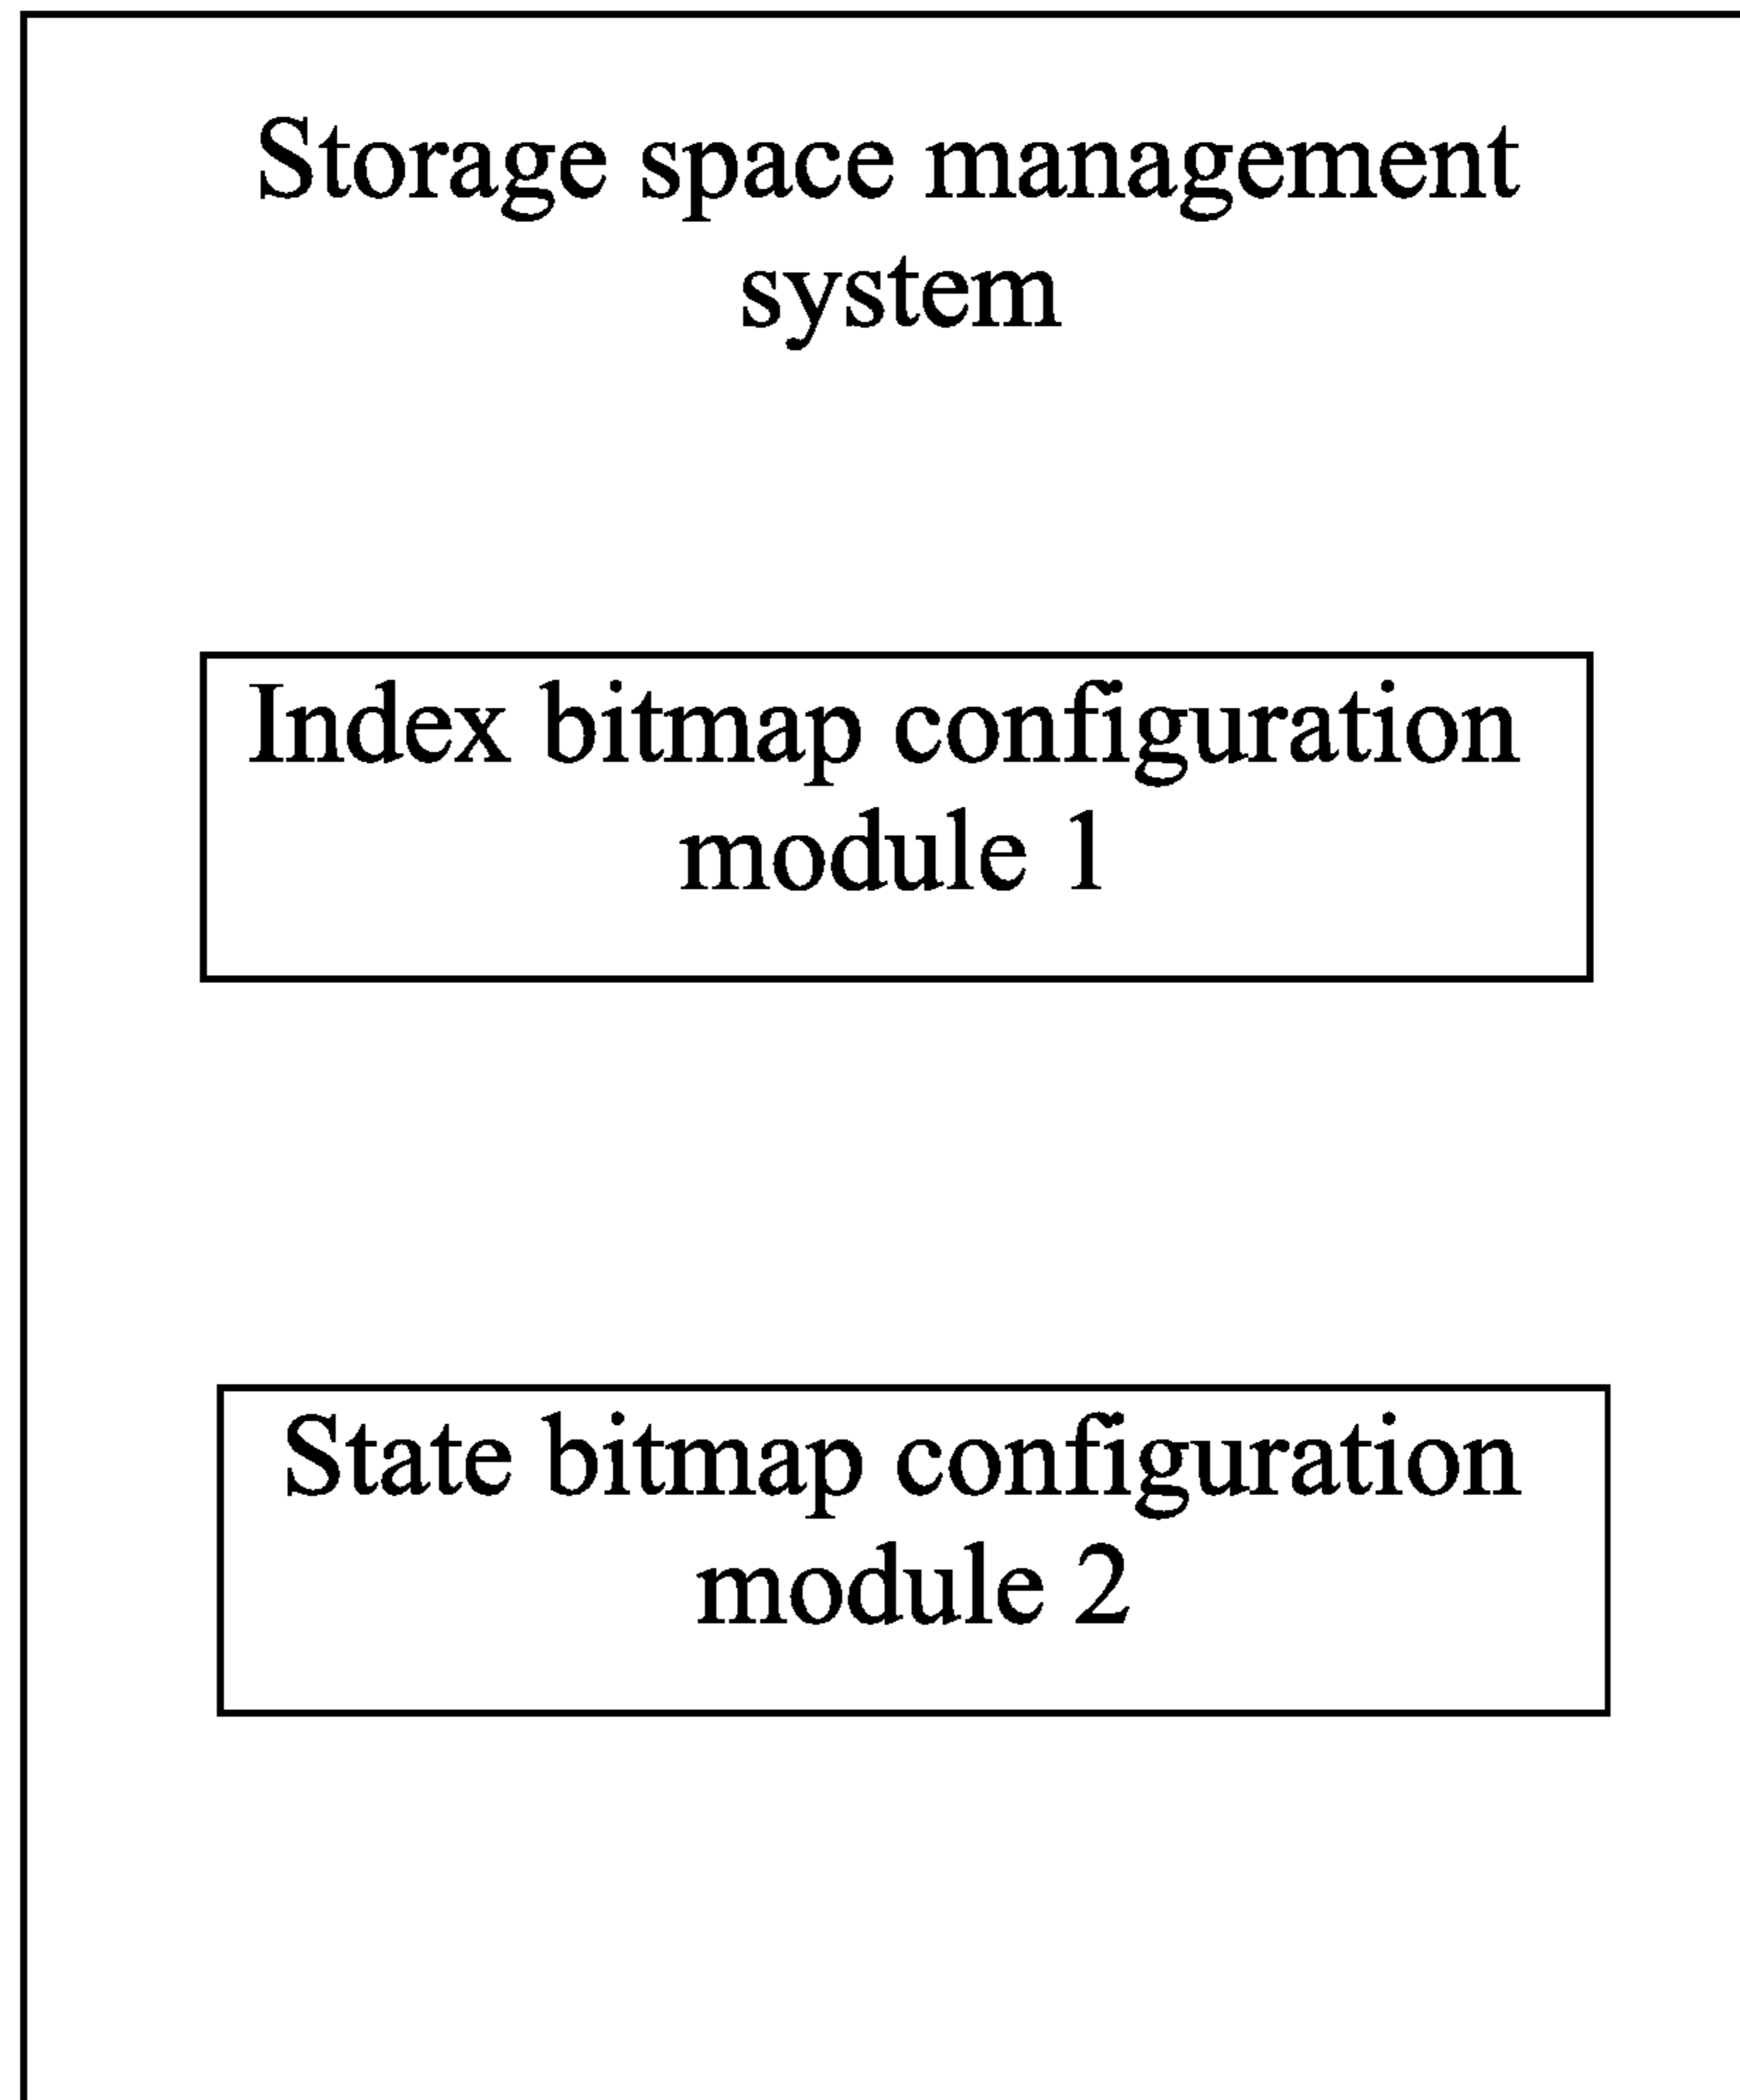 Storage space management
system
Index bitmap configuration
module 1
State bitmap configuration
module 2